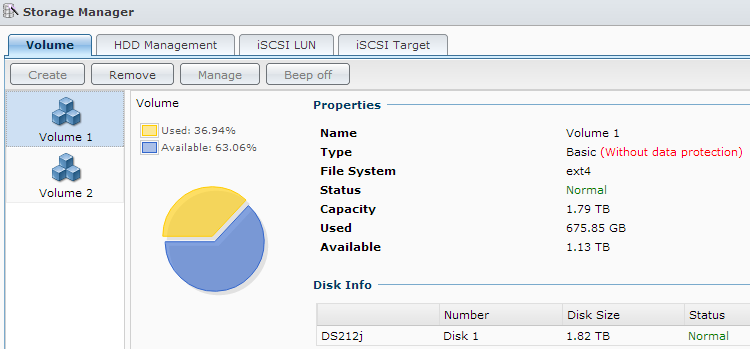 Storage Manager
Volume HDD Management iSCSI LUN iSCSI Target
Create Remove Manage Beep off
Volume 1
Volume 2
Volume
Used: 36.94%
Available: 63.06%
Properties
Name Volume 1
Type Basic (Without data protection)
File System ext4
Status Normal
Capacity 1.79 TB
Used 675.85 GB
Available 1.13 TB
Disk Info
Number Disk Size Status
DS212j Disk 1 1.82 TB Normal